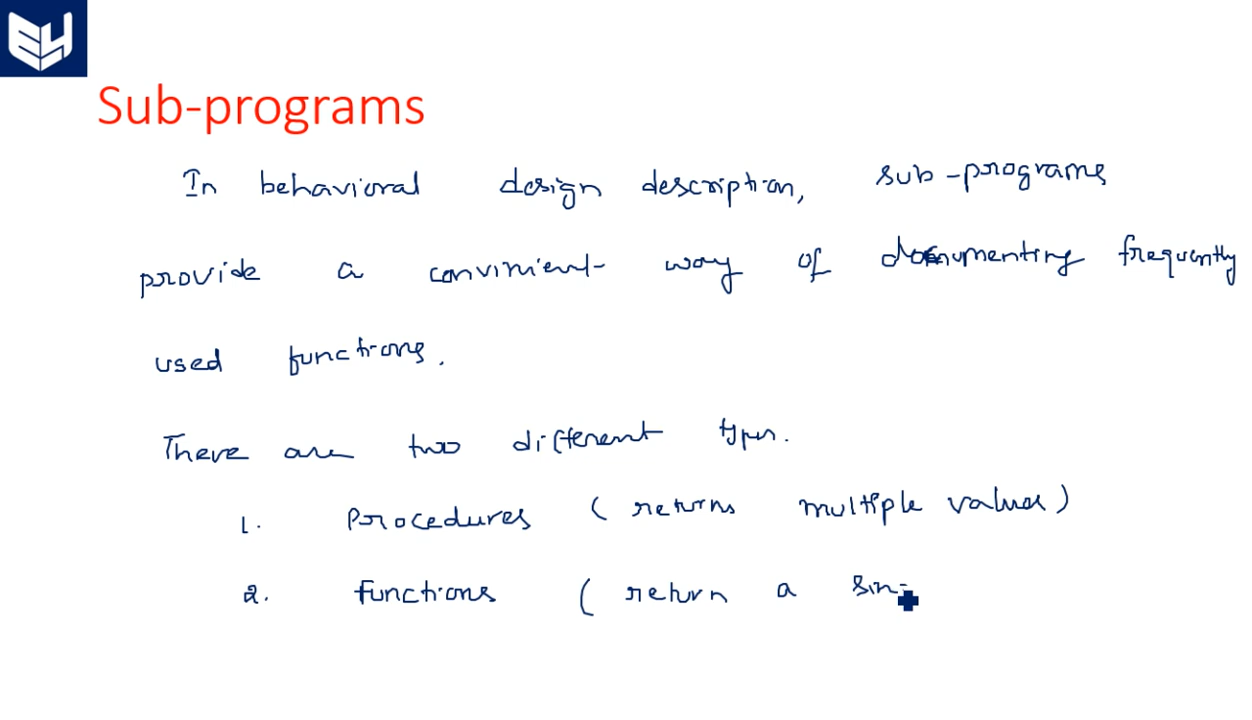 Sub-programs
In behavioral design description, sub-programs
provide a convinient way of documenting frequently
used functions.
There are two different types.
1. Procedures ( returns multiple values )
2. functions ( return a sin